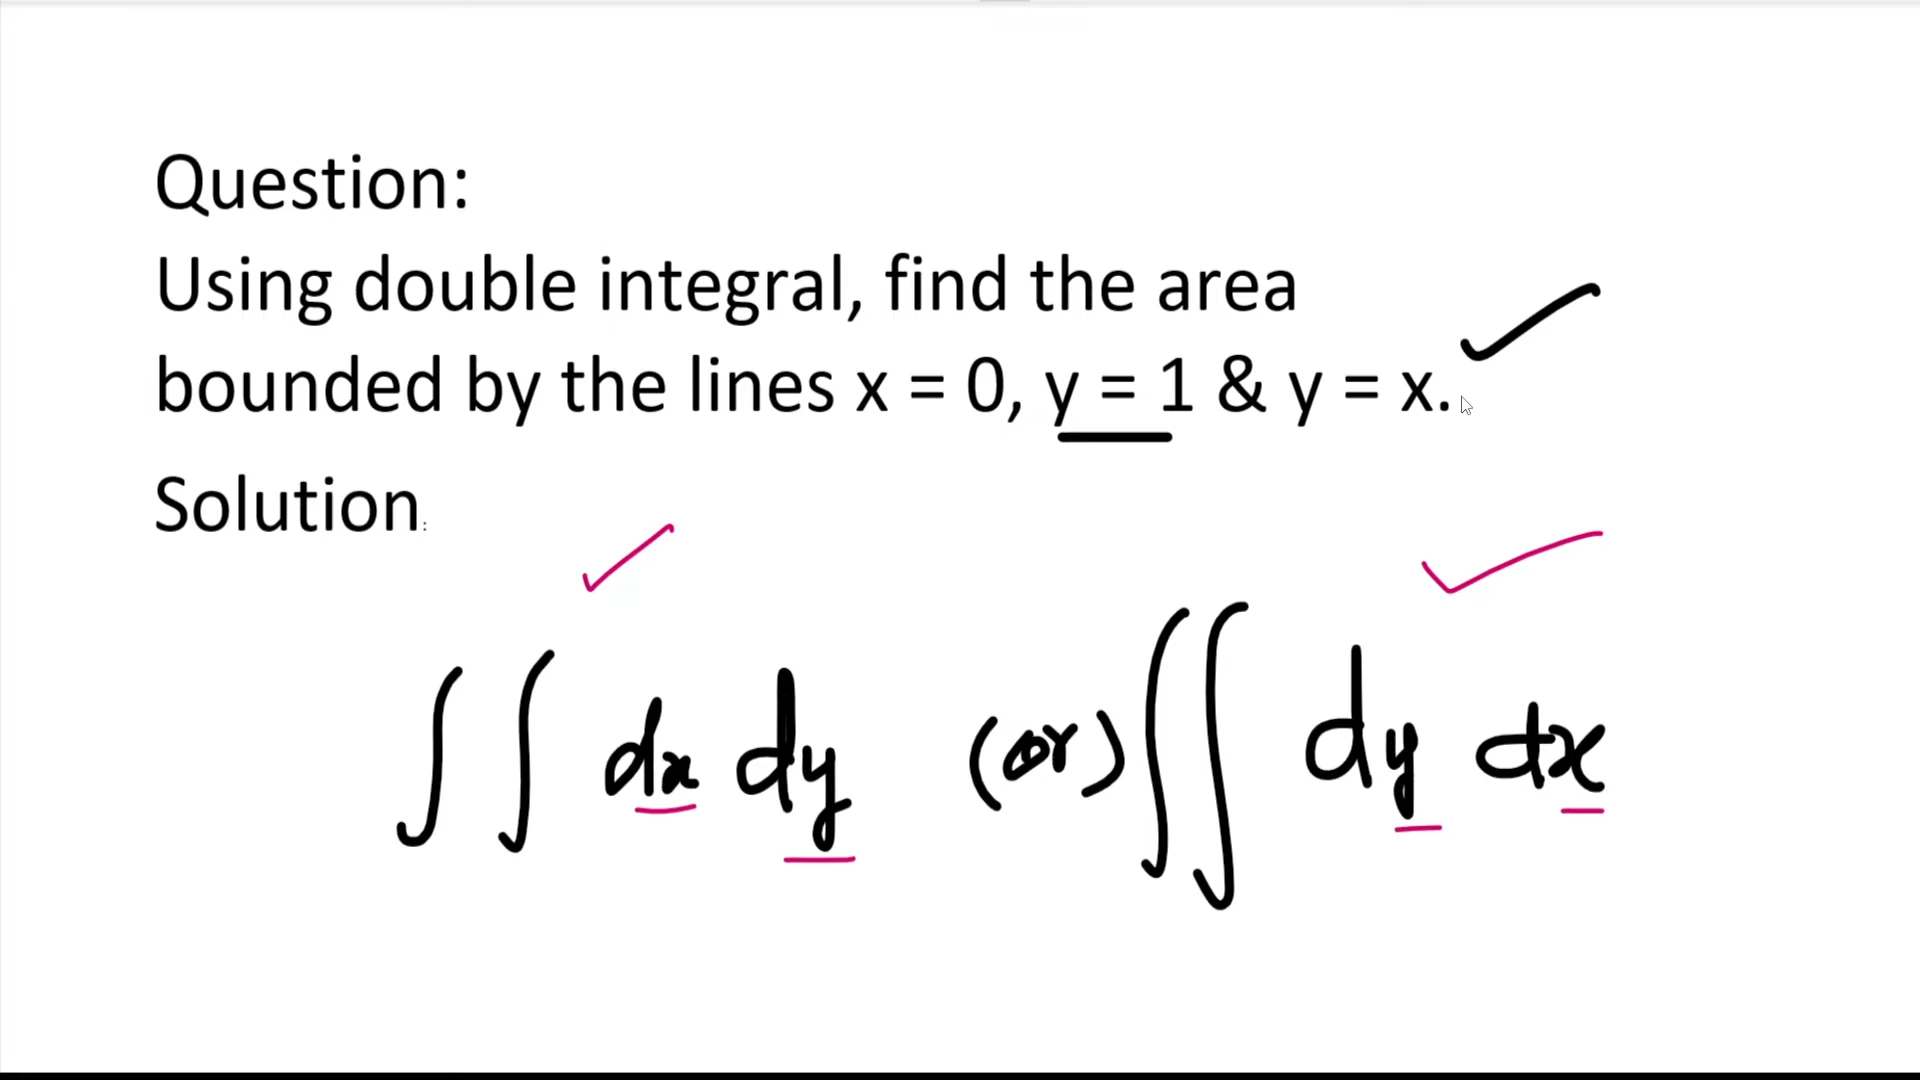 Question:
Using double integral, find the area
bounded by the lines x = 0, y = 1 & y = x.
Solution:
∫ ∫ dx dy (or) ∫ ∫ dy dx